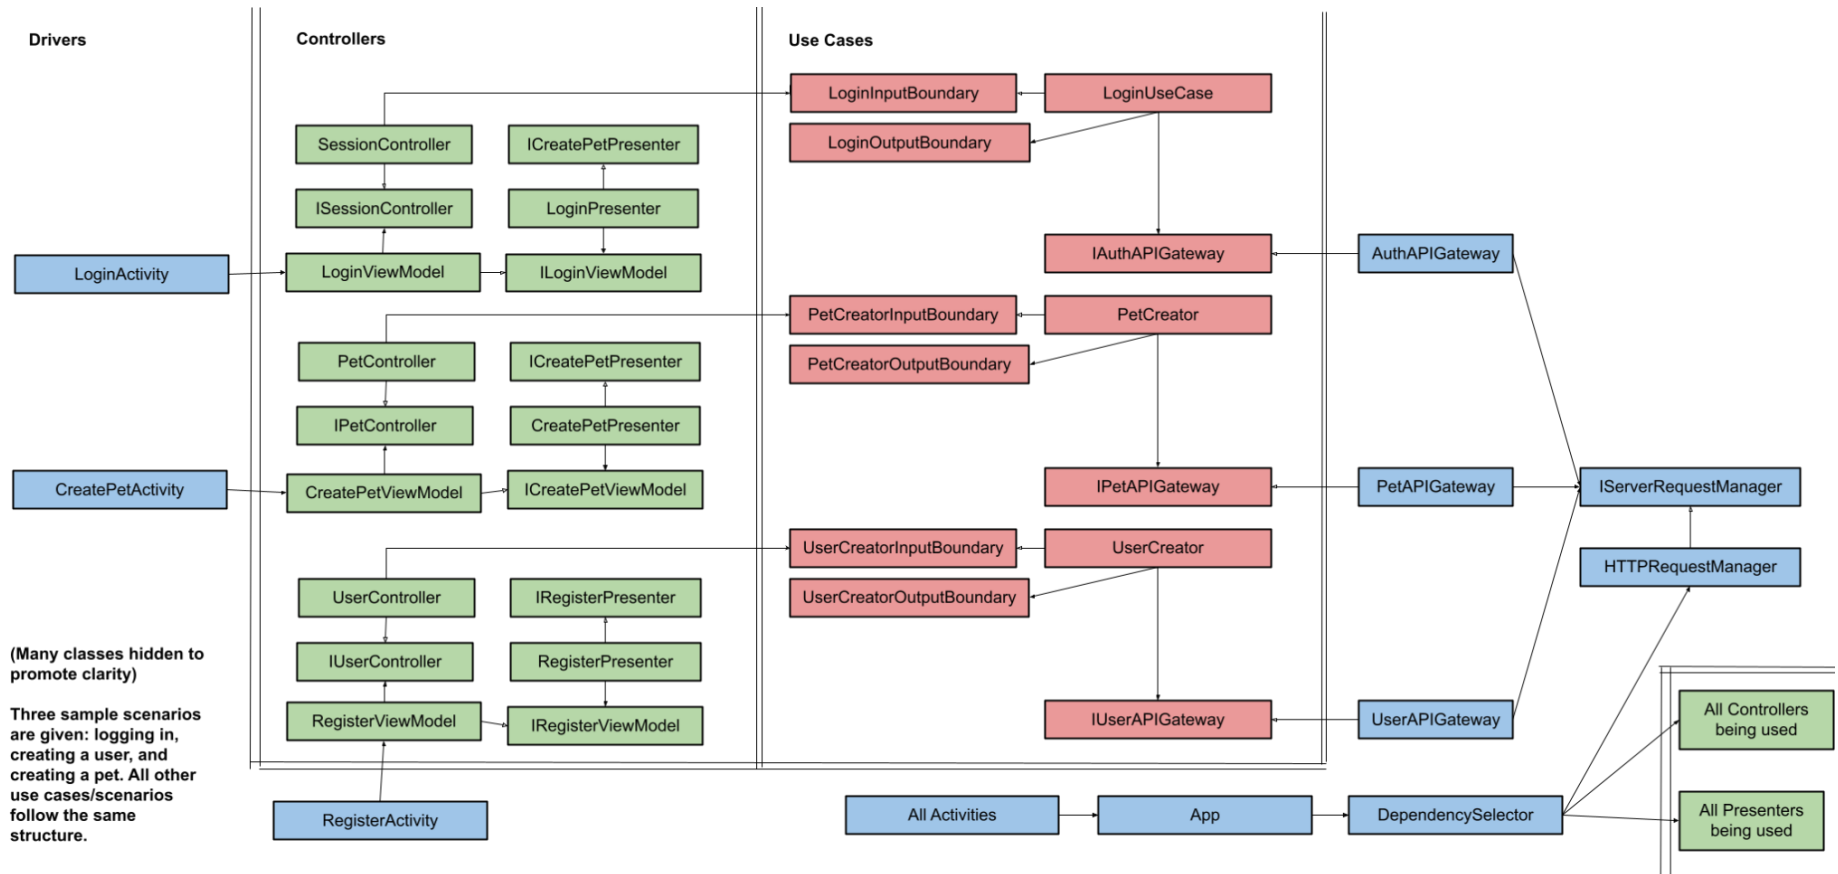 Drivers
Controllers
Use Cases
LoginInputBoundary
LoginUseCase
SessionController
ICreatePetPresenter
LoginOutputBoundary
ISessionController
LoginPresenter
LoginActivity
LoginViewModel
ILoginViewModel
IAuthAPIGateway
AuthAPIGateway
PetCreatorInputBoundary
PetCreator
PetController
ICreatePetPresenter
PetCreatorOutputBoundary
IPetController
CreatePetPresenter
CreatePetActivity
CreatePetViewModel
ICreatePetViewModel
IPetAPIGateway
PetAPIGateway
IServerRequestManager
UserCreatorInputBoundary
UserCreator
HTTPRequestManager
UserController
IRegisterPresenter
UserCreatorOutputBoundary
IUserController
RegisterPresenter
RegisterViewModel
IRegisterViewModel
IUserAPIGateway
UserAPIGateway
(Many classes hidden to
promote clarity)
Three sample scenarios
are given: logging in,
creating a user, and
creating a pet. All other
use cases/scenarios
follow the same
structure.
RegisterActivity
All Activities
App
DependencySelector
All Controllers
being used
All Presenters
being used